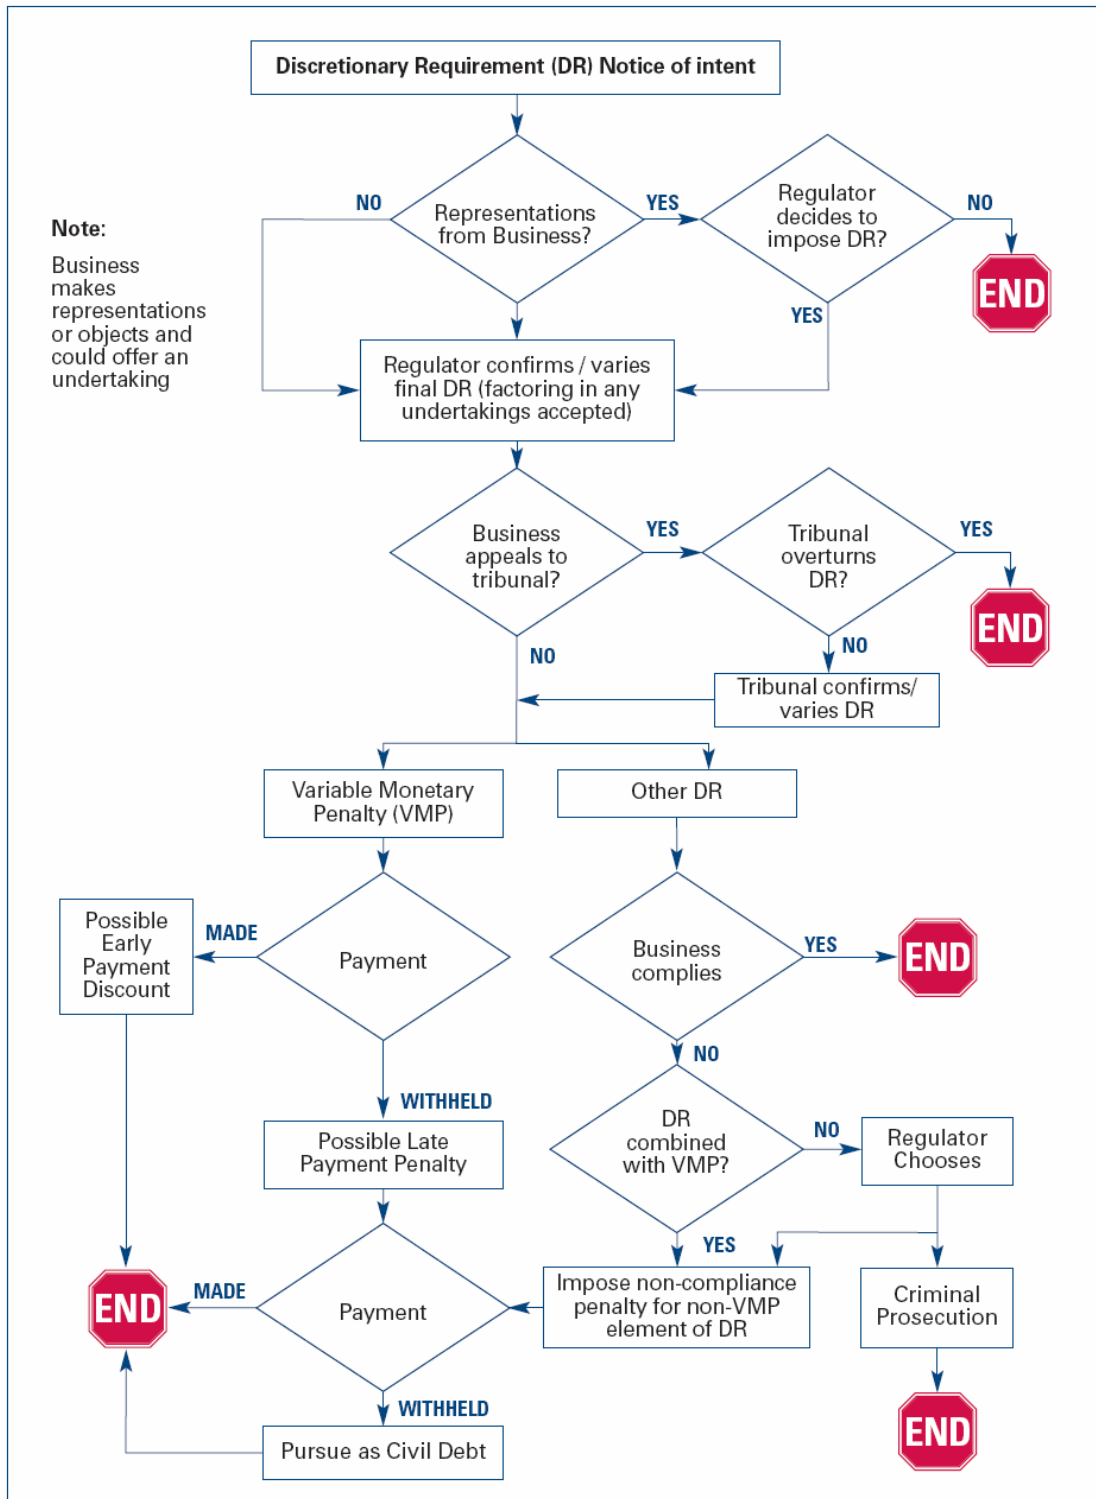 Discretionary Requirement (DR) Notice of intent
NO
Representations
from Business?
YES
Regulator
decides to
impose DR?
NO
END
YES
Note:
Business
makes
representations
or objects and
could offer an
undertaking
Regulator confirms / varies
final DR (factoring in any
undertakings accepted)
Business
appeals to
tribunal?
YES
Tribunal
overturns
DR?
YES
END
NO
NO
Tribunal confirms/
varies DR
Variable Monetary
Penalty (VMP)
Other DR
Possible
Early
Payment
Discount
MADE
Payment
Business
complies
YES
END
NO
WITHHELD
Possible Late
Payment Penalty
DR
combined
with VMP?
NO
Regulator
Chooses
YES
END
MADE
Payment
Impose non-compliance
penalty for non-VMP
element of DR
Criminal
Prosecution
WITHHELD
Pursue as Civil Debt
END